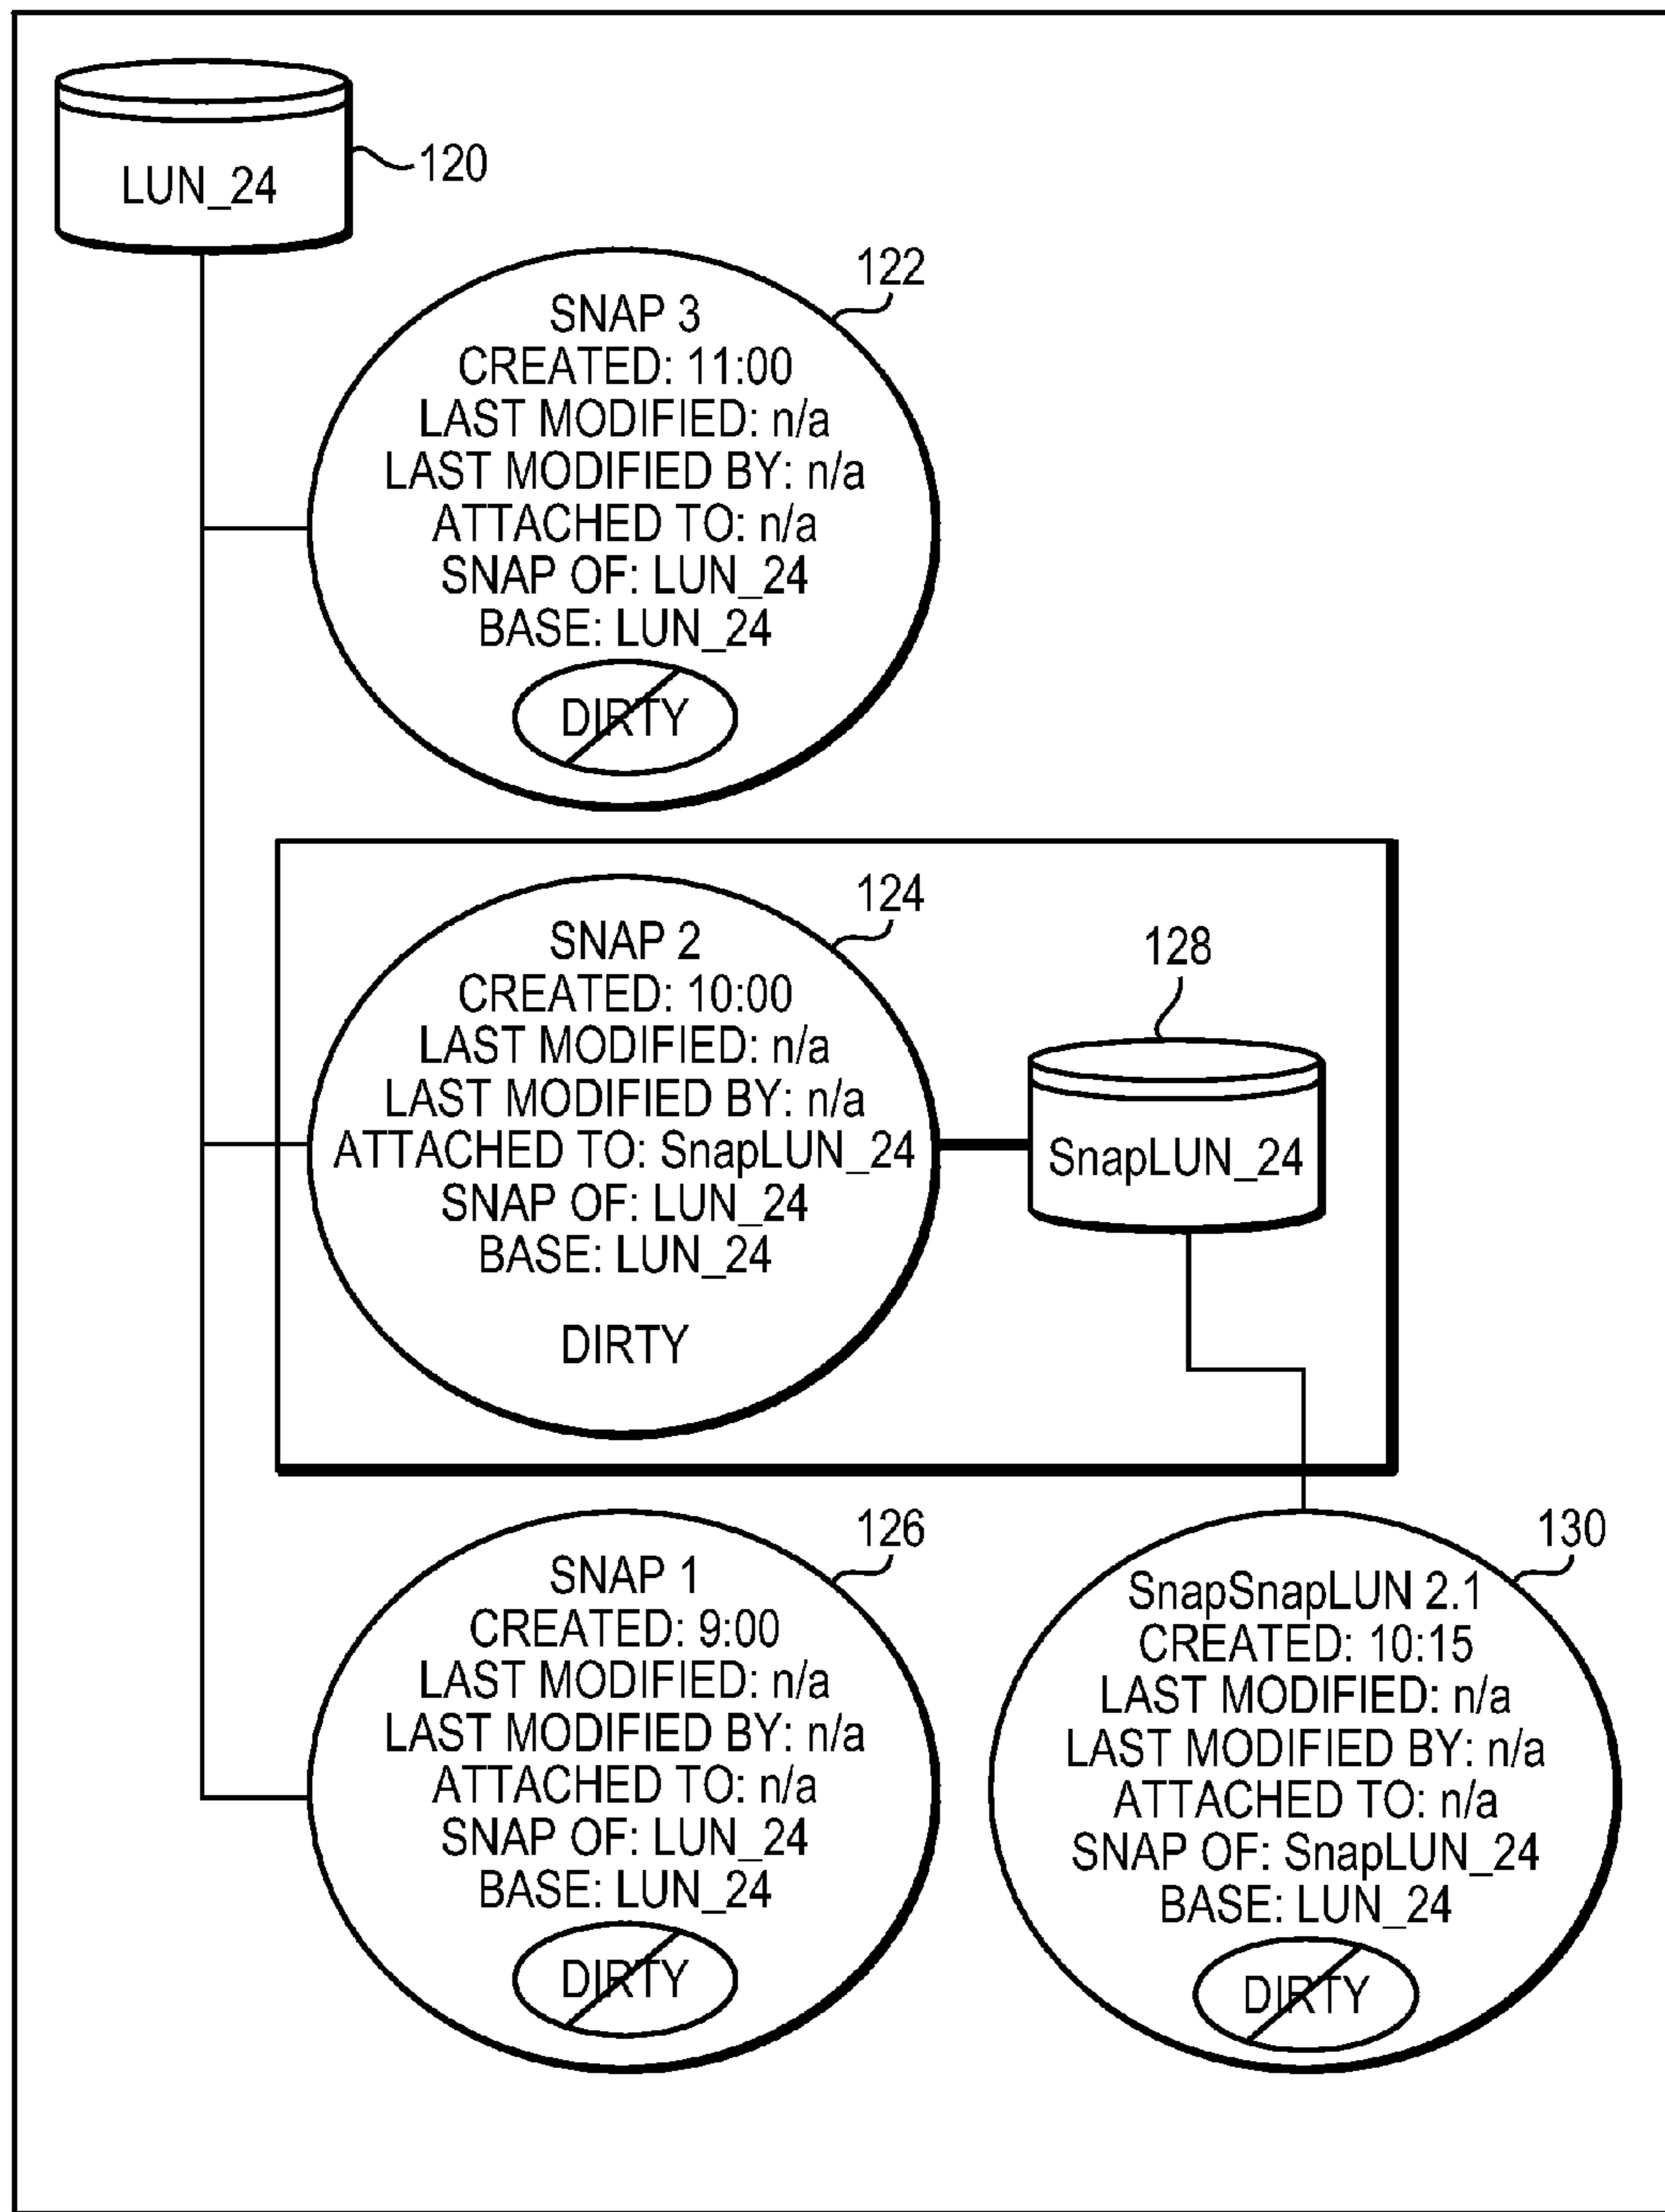 LUN_24
120
122
SNAP 3
CREATED: 11:00
LAST MODIFIED: n/a
LAST MODIFIED BY: n/a
ATTACHED TO: n/a
SNAP OF: LUN_24
BASE: LUN_24
DIRTY
124
SNAP 2
CREATED: 10:00
LAST MODIFIED: n/a
LAST MODIFIED BY: n/a
ATTACHED TO: SnapLUN_24
SNAP OF: LUN_24
BASE: LUN_24
DIRTY
128
SnapLUN_24
126
SNAP 1
CREATED: 9:00
LAST MODIFIED: n/a
LAST MODIFIED BY: n/a
ATTACHED TO: n/a
SNAP OF: LUN_24
BASE: LUN_24
DIRTY
130
SnapSnapLUN 2.1
CREATED: 10:15
LAST MODIFIED: n/a
LAST MODIFIED BY: n/a
ATTACHED TO: n/a
SNAP OF: SnapLUN_24
BASE: LUN_24
DIRTY